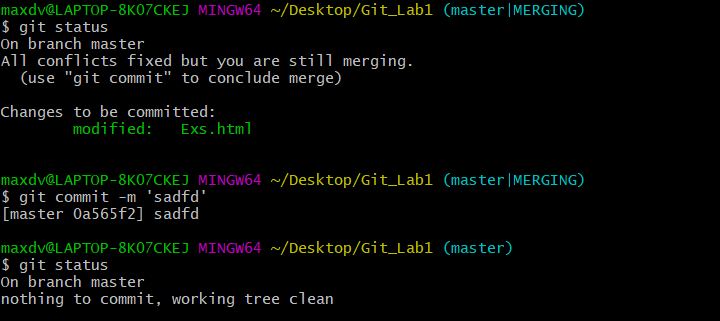 maxdv@LAPTOP-8KO7CKEJ MINGW64 ~/Desktop/Git_Lab1 (master|MERGING)
$ git status
On branch master
All conflicts fixed but you are still merging.
  (use "git commit" to conclude merge)

Changes to be committed:
        modified:   Exs.html

maxdv@LAPTOP-8KO7CKEJ MINGW64 ~/Desktop/Git_Lab1 (master|MERGING)
$ git commit -m 'sadfd'
[master 0a565f2] sadfd

maxdv@LAPTOP-8KO7CKEJ MINGW64 ~/Desktop/Git_Lab1 (master)
$ git status
On branch master
nothing to commit, working tree clean